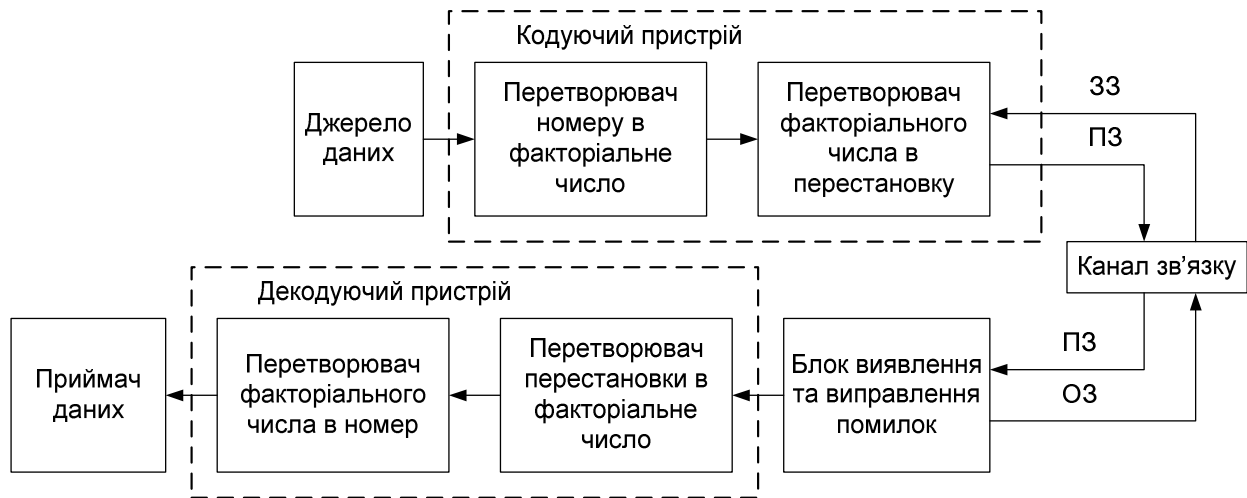 Кодуючий пристрій
Джерело
даних
Перетворювач
номеру в
факторіальне
число
Перетворювач
факторіального
числа в
перестановку
ЗЗ
ПЗ
Канал зв'язку
Декодуючий пристрій
Приймач
даних
Перетворювач
факторіального
числа в номер
Перетворювач
перестановки в
факторіальне
число
Блок виявлення
та виправлення
помилок
ПЗ
ОЗ